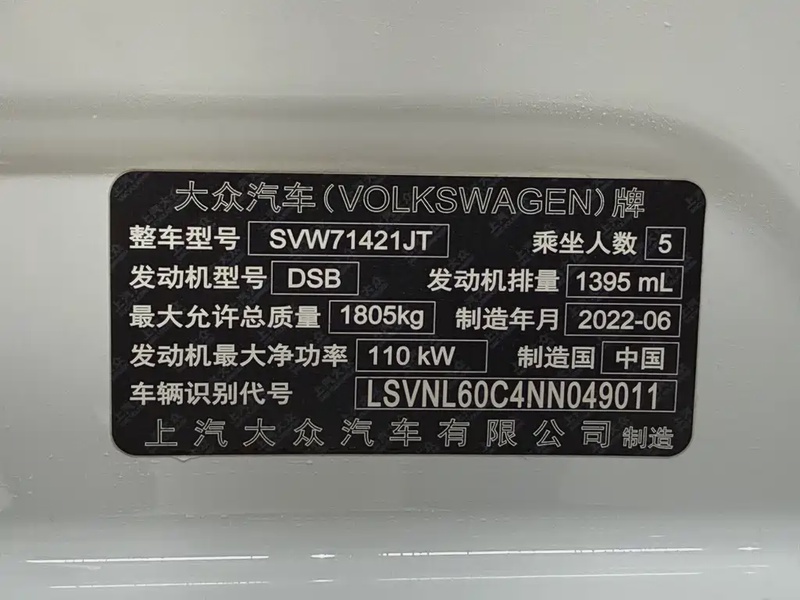 大众汽车(VOLKSWAGEN)牌
整车型号 SVW71421JT 乘坐人数 5
发动机型号 DSB 发动机排量 1395 mL
最大允许总质量 1805kg 制造年月 2022-06
发动机最大净功率 110 kW 制造国 中国
车辆识别代号 LSVNL60C4NN049011
上汽大众汽车有限公司 制造